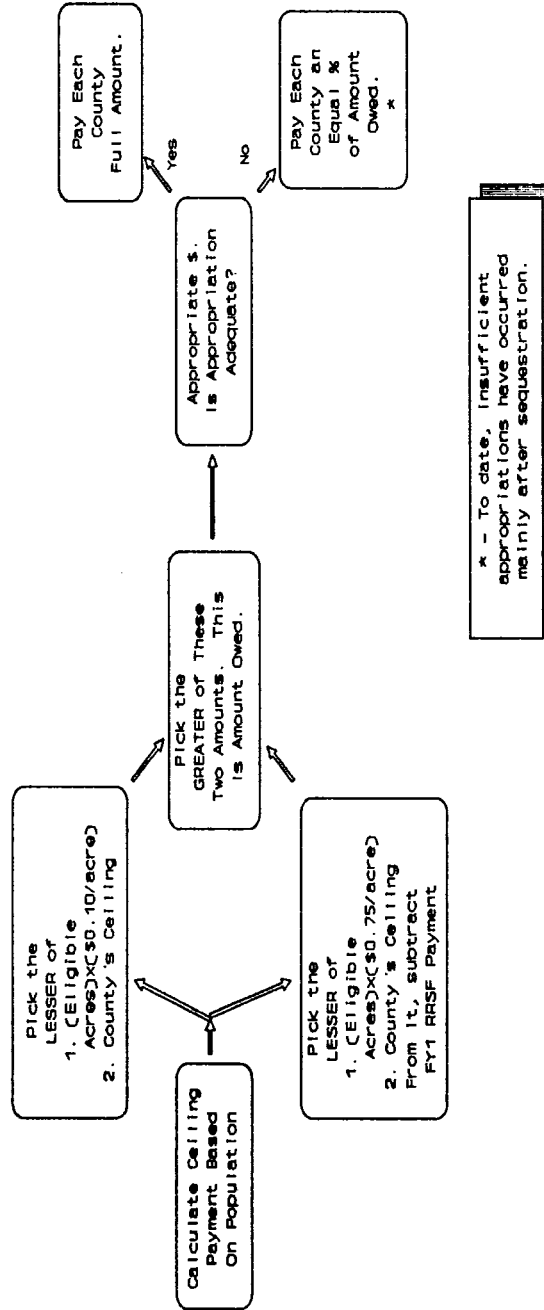 Calculate Ceiling
Payment Based
On Population
Pick the
LESSER of
1. (Eligible
Acres)x($0.10/acre)
2. County's Ceiling
Pick the
LESSER of
1. (Eligible
Acres)x($0.75/acre)
2. County's Ceiling
From it, subtract
FY1 RRSF Payment
Pick the
GREATER of These
Two Amounts. This
is Amount Owed.
Appropriate $.
Is Appropriation
Adequate?
Yes
No
Pay Each
County
Full Amount.
Pay Each
County an
Equal %
of Amount
Owed.
*
* - To date, insufficient
appropriations have occurred
mainly after sequestration.